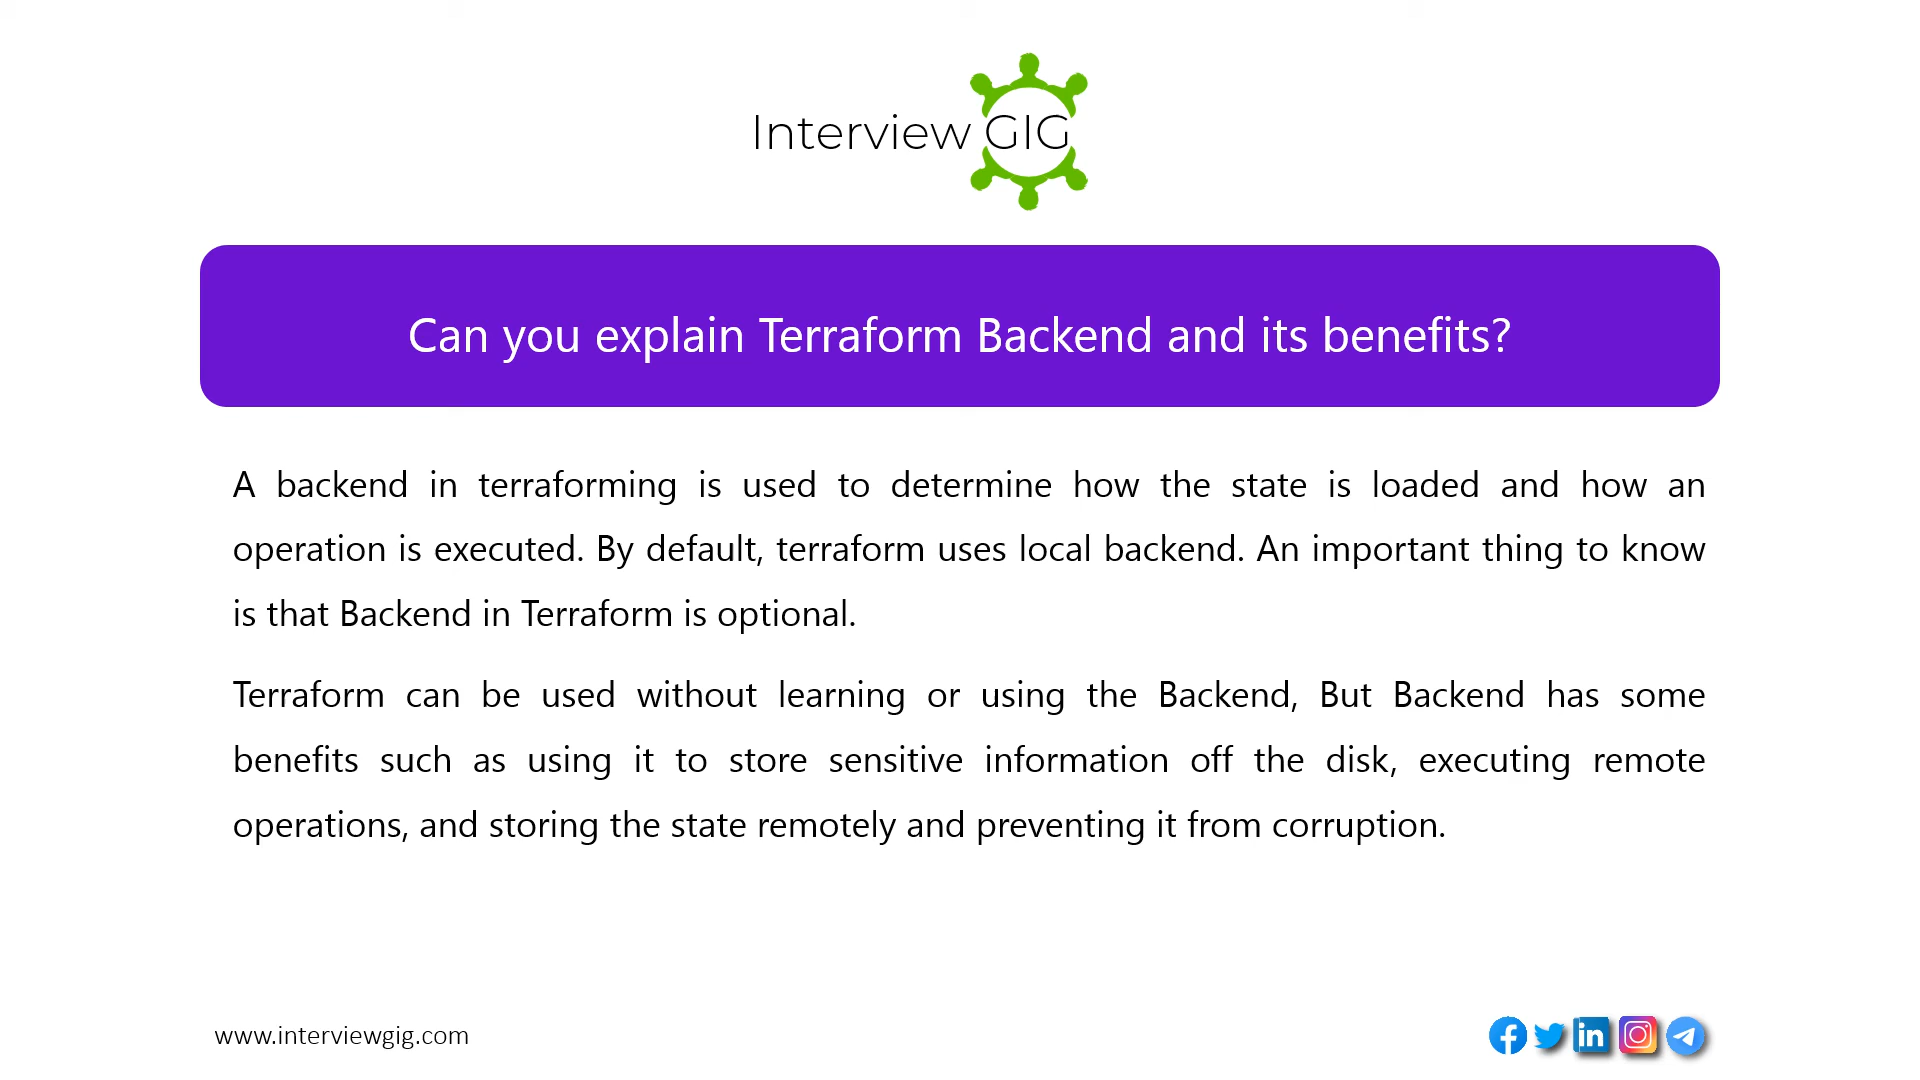 Interview GIG
Can you explain Terraform Backend and its benefits?
A backend in terraforming is used to determine how the state is loaded and how an
operation is executed. By default, terraform uses local backend. An important thing to know
is that Backend in Terraform is optional.
Terraform can be used without learning or using the Backend, But Backend has some
benefits such as using it to store sensitive information off the disk, executing remote
operations, and storing the state remotely and preventing it from corruption.
www.interviewgig.com